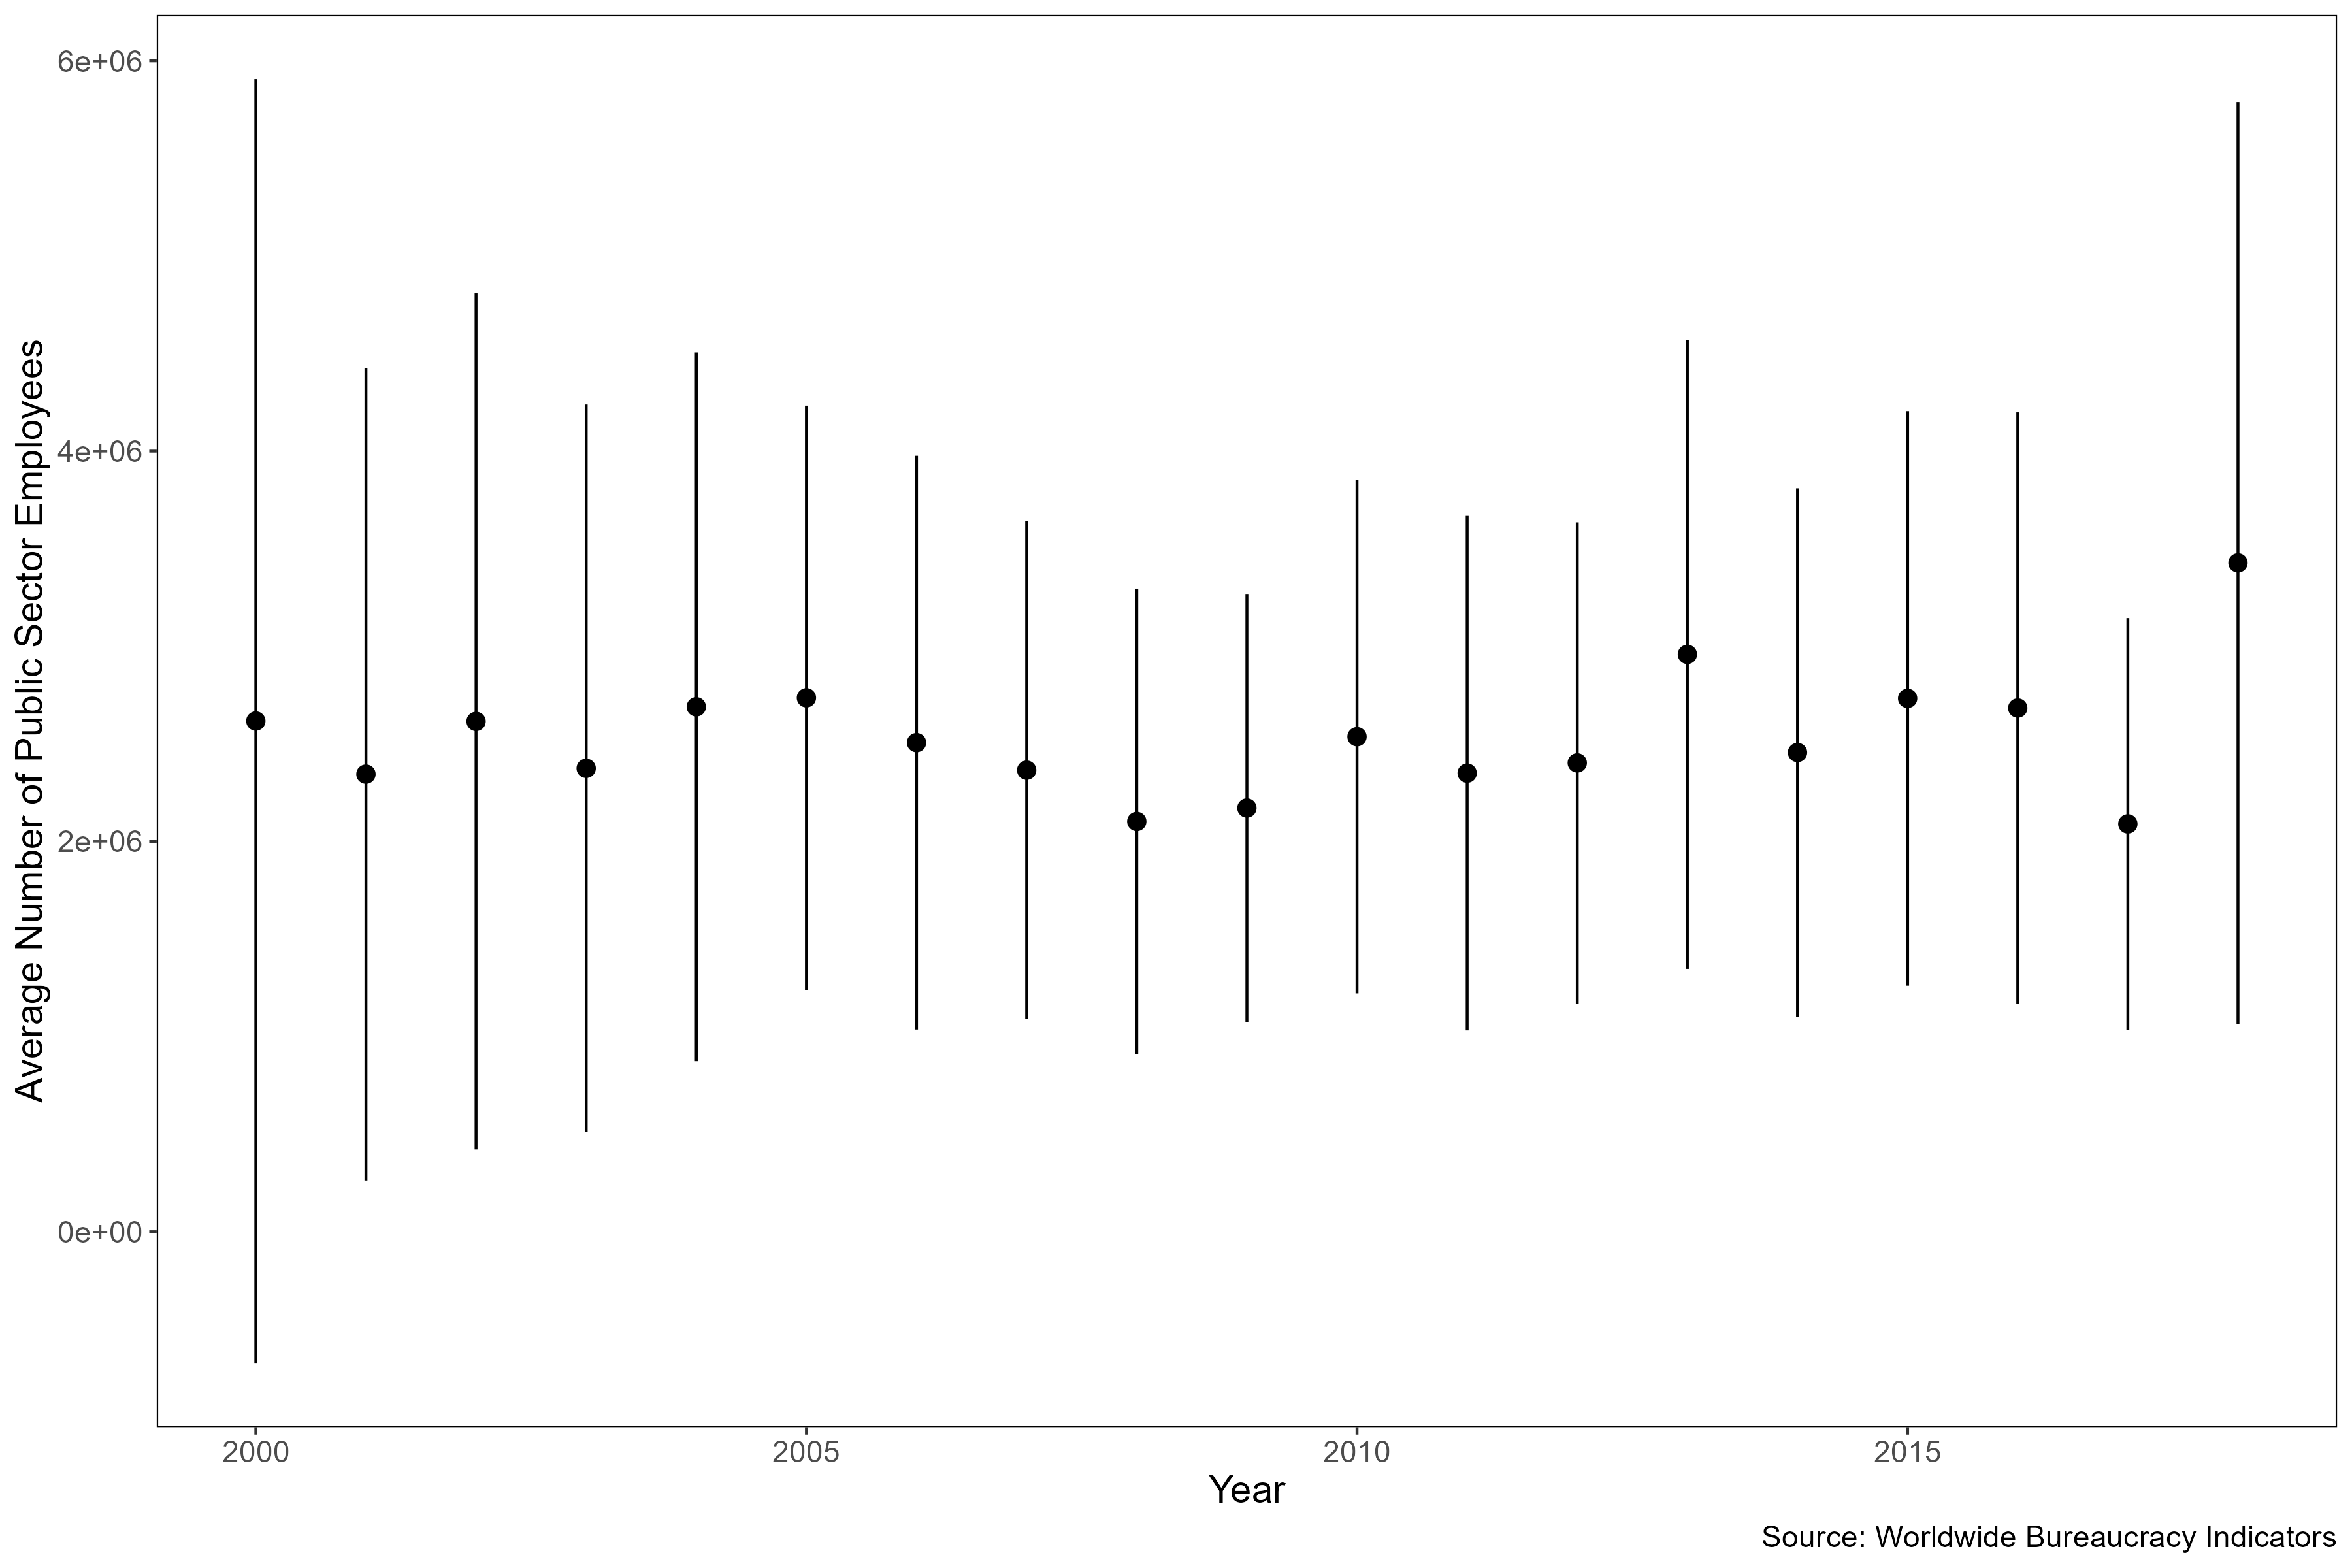 Average Number of Public Sector Employees
6e+06
4e+06
2e+06
0e+00
2000
2005
2010
2015
Year
Source: Worldwide Bureaucracy Indicators